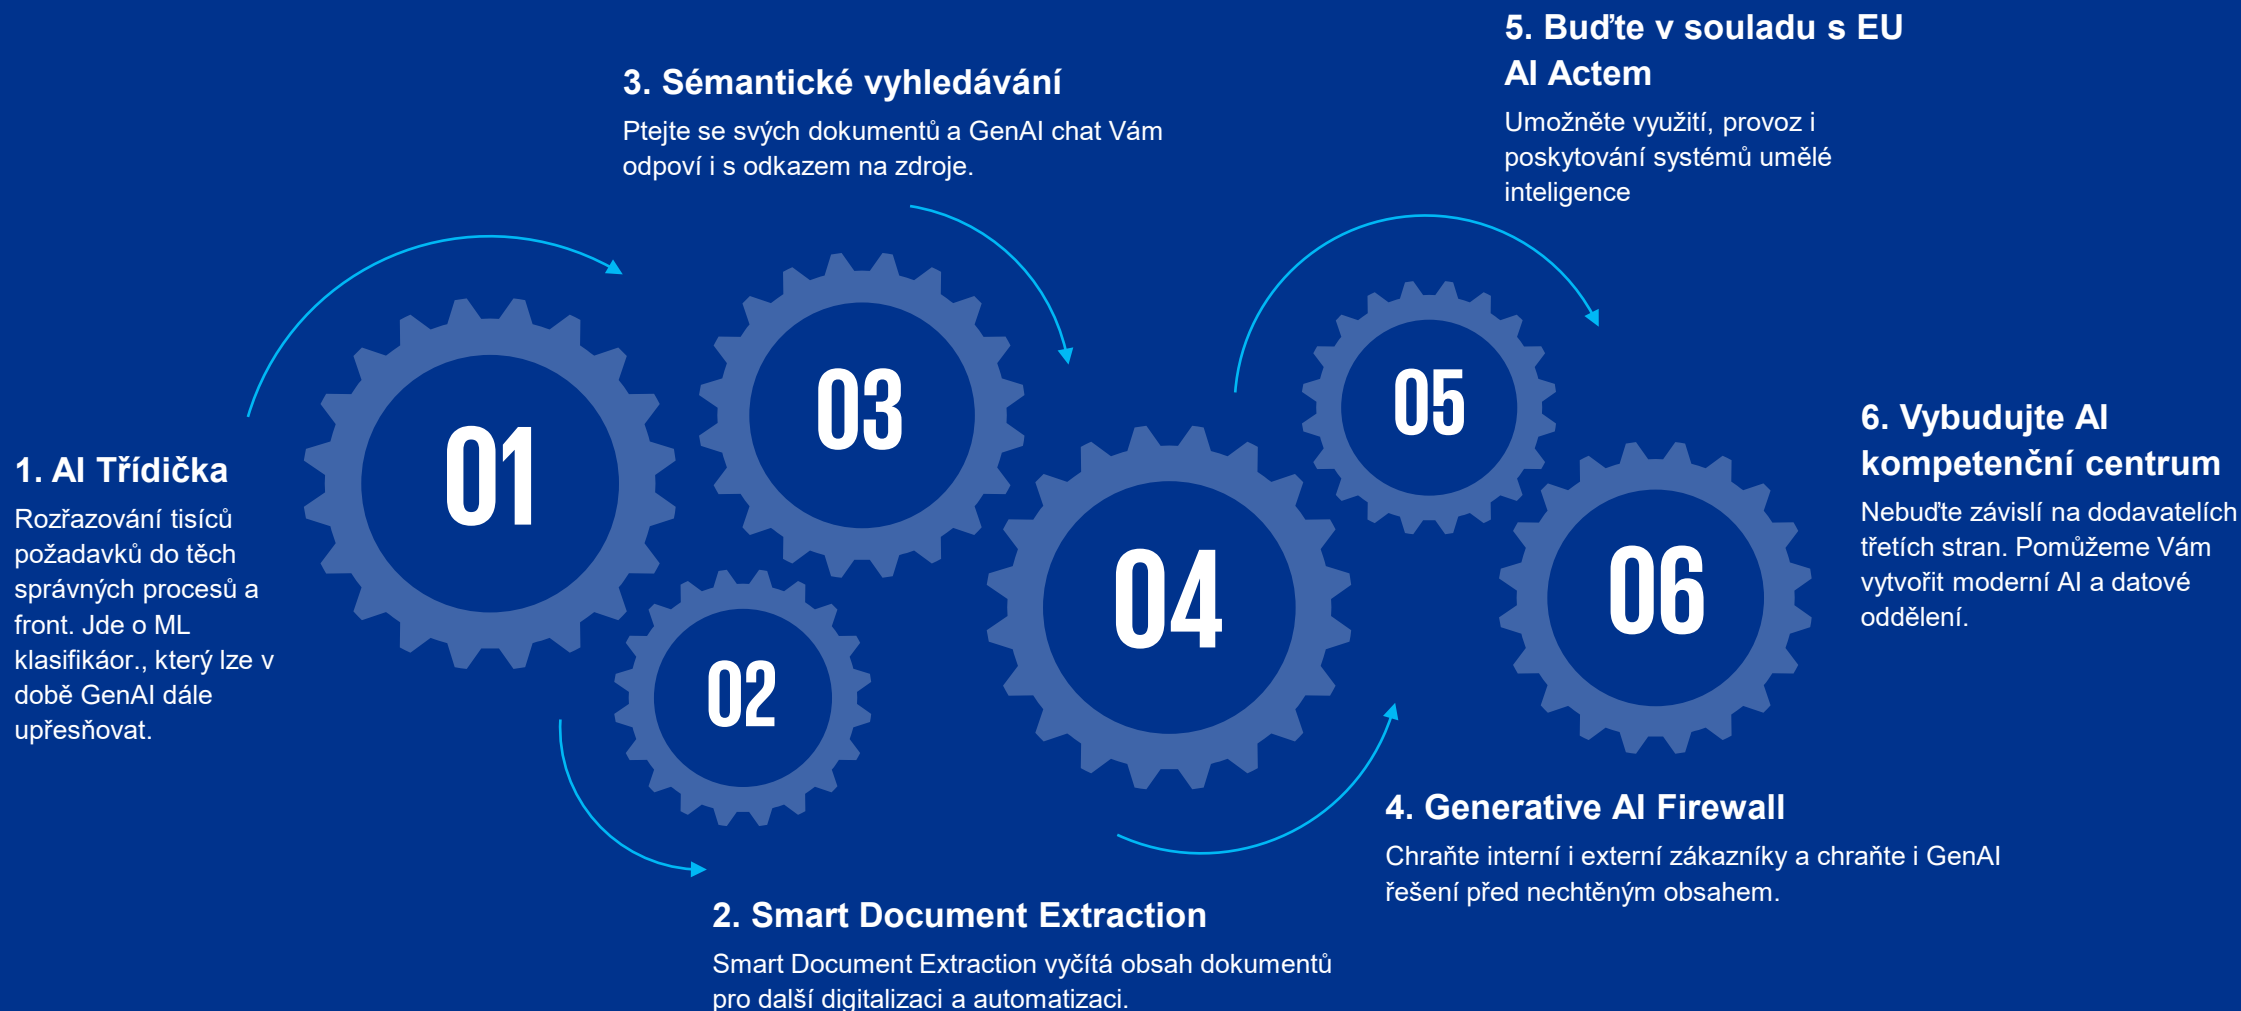 1. AI Třídička
Rozřazování tisíců
požadavků do těch
správných procesů a
front. Jde o ML
klasifikáor., který lze v
době GenAI dále
upřesňovat.
01
2. Smart Document Extraction
Smart Document Extraction vyčítá obsah dokumentů
pro další digitalizaci a automatizaci.
02
3. Sémantické vyhledávání
Ptejte se svých dokumentů a GenAI chat Vám
odpoví i s odkazem na zdroje.
03
4. Generative AI Firewall
Chraňte interní i externí zákazníky a chraňte i GenAI
řešení před nechtěným obsahem.
04
5. Buďte v souladu s EU
AI Actem
Umožněte využití, provoz i
poskytování systémů umělé
inteligence
05
6. Vybudujte AI
kompetenční centrum
Nebuďte závislí na dodavatelích
třetích stran. Pomůžeme Vám
vytvořit moderní AI a datové
oddělení.
06